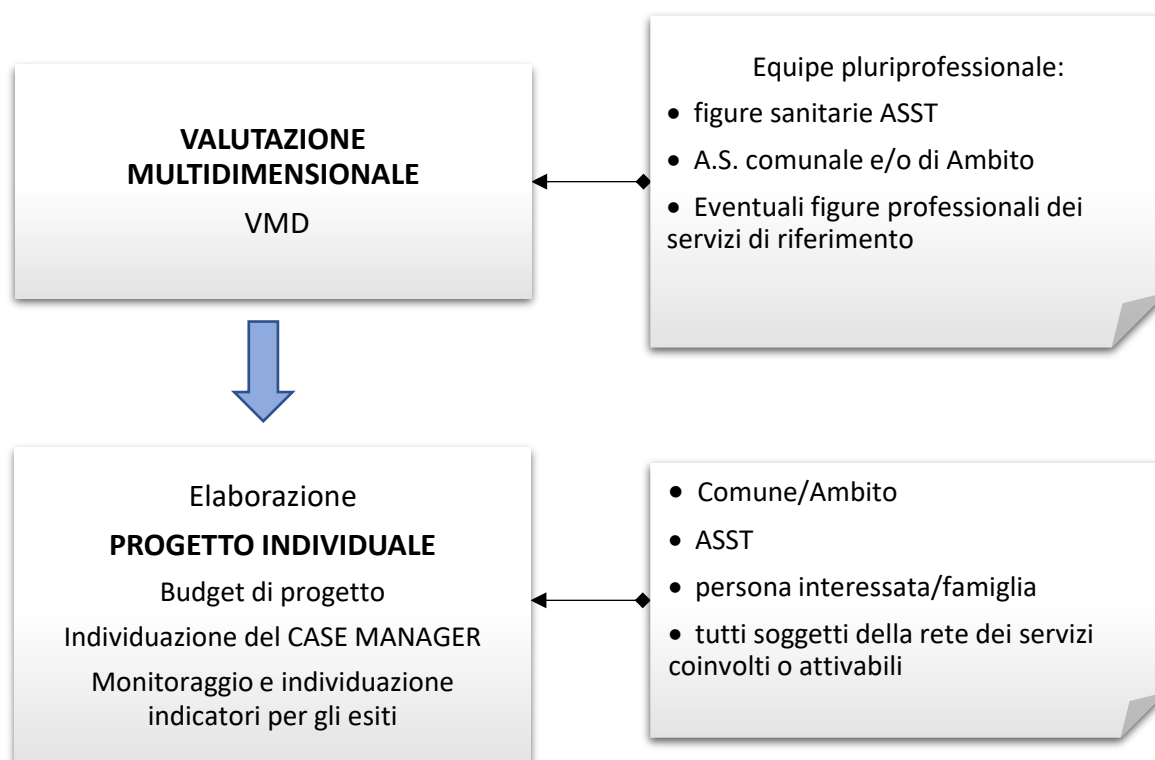 VALUTAZIONE
MULTIDIMENSIONALE
VMD
Equipe pluriprofessionale:
• figure sanitarie ASST
• A.S. comunale e/o di Ambito
• Eventuali figure professionali dei
servizi di riferimento
Elaborazione
PROGETTO INDIVIDUALE
Budget di progetto
Individuazione del CASE MANAGER
Monitoraggio e individuazione
indicatori per gli esiti
• Comune/Ambito
• ASST
• persona interessata/famiglia
• tutti soggetti della rete dei servizi
coinvolti o attivabili